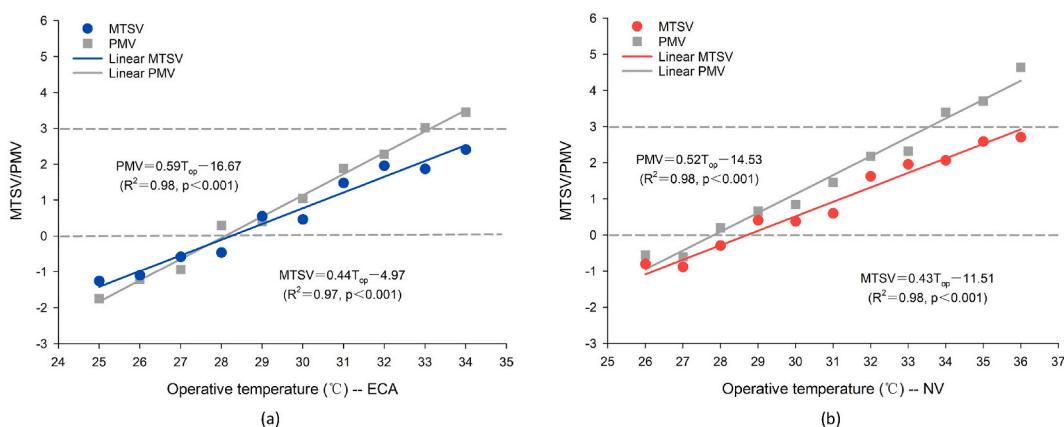 MTSV
PMV
Linear MTSV
Linear PMV
MTSV/PMV
6
5
4
3
2
1
0
-1
-2
-3
PMV=0.59Top−16.67
(R²=0.98, p<0.001)
MTSV=0.44Top−4.97
(R²=0.97, p<0.001)
24 25 26 27 28 29 30 31 32 33 34 35
Operative temperature (℃) -- ECA
(a)
MTSV
PMV
Linear MTSV
Linear PMV
MTSV/PMV
6
5
4
3
2
1
0
-1
-2
-3
PMV=0.52Top−14.53
(R²=0.98, p<0.001)
MTSV=0.43Top−11.51
(R²=0.98, p<0.001)
25 26 27 28 29 30 31 32 33 34 35 36 37
Operative temperature (℃) -- NV
(b)